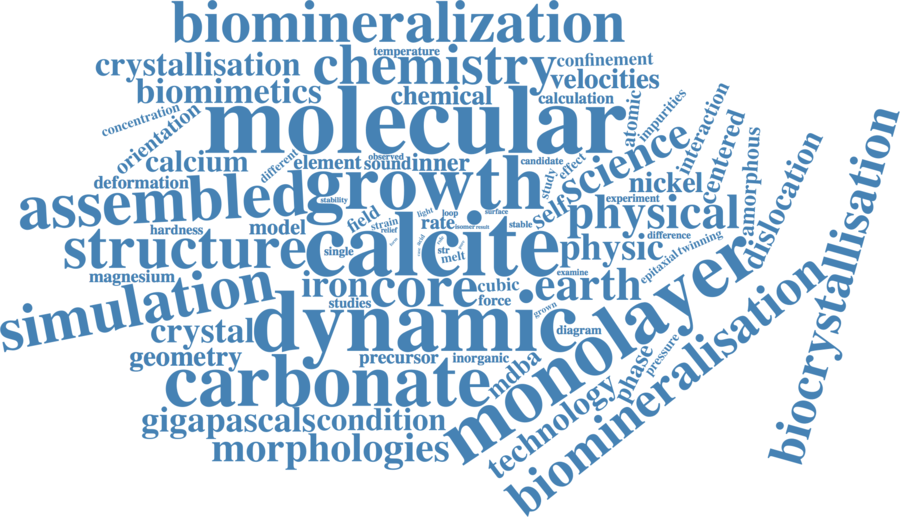 biomineralization
temperature
crystallisation
chemistry
confinement
velocities
biomimetics
chemical
calculation
concentration
orientation
molecular
atomic
impurities
interaction
calcium
different
element
observed
sound
inner
candidate
study
effect
science
centered
amorphous
deformation
assembled
stability
growth
self
nickel
experiment
physical
dislocation
hardness
model
field
strain
relief
light
loop
rate
isomer
result
surface
stable
structure
single
calcite
str
melt
physic
difference
epitaxial
twinning
magnesium
iron
core
cubic
examine
earth
simulation
studies
force
grown
monolayer
biocrystallisation
crystal
dynamic
diagram
geometry
precursor
inorganic
mdba
phase
pressure
carbonate
technology
biomineralisation
gigapascals
condition
morphologies